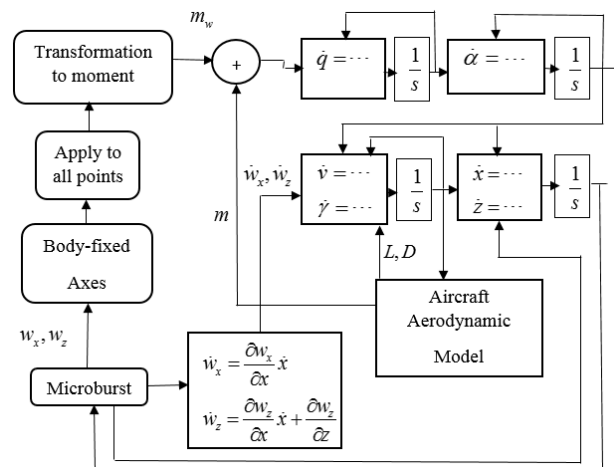 m_w
Transformation
to moment
+
q̇ = ⋯
1/s
α̇ = ⋯
1/s
Apply to
all points
ẇ_x, ẇ_z
v̇ = ⋯
γ̇ = ⋯
1/s
ẋ = ⋯
ż = ⋯
1/s
m
Body-fixed
Axes
L, D
Aircraft
Aerodynamic
Model
w_x, w_z
ẇ_x = ∂w_x/∂x ẋ
ẇ_z = ∂w_z/∂x ẋ + ∂w_z/∂z
Microburst